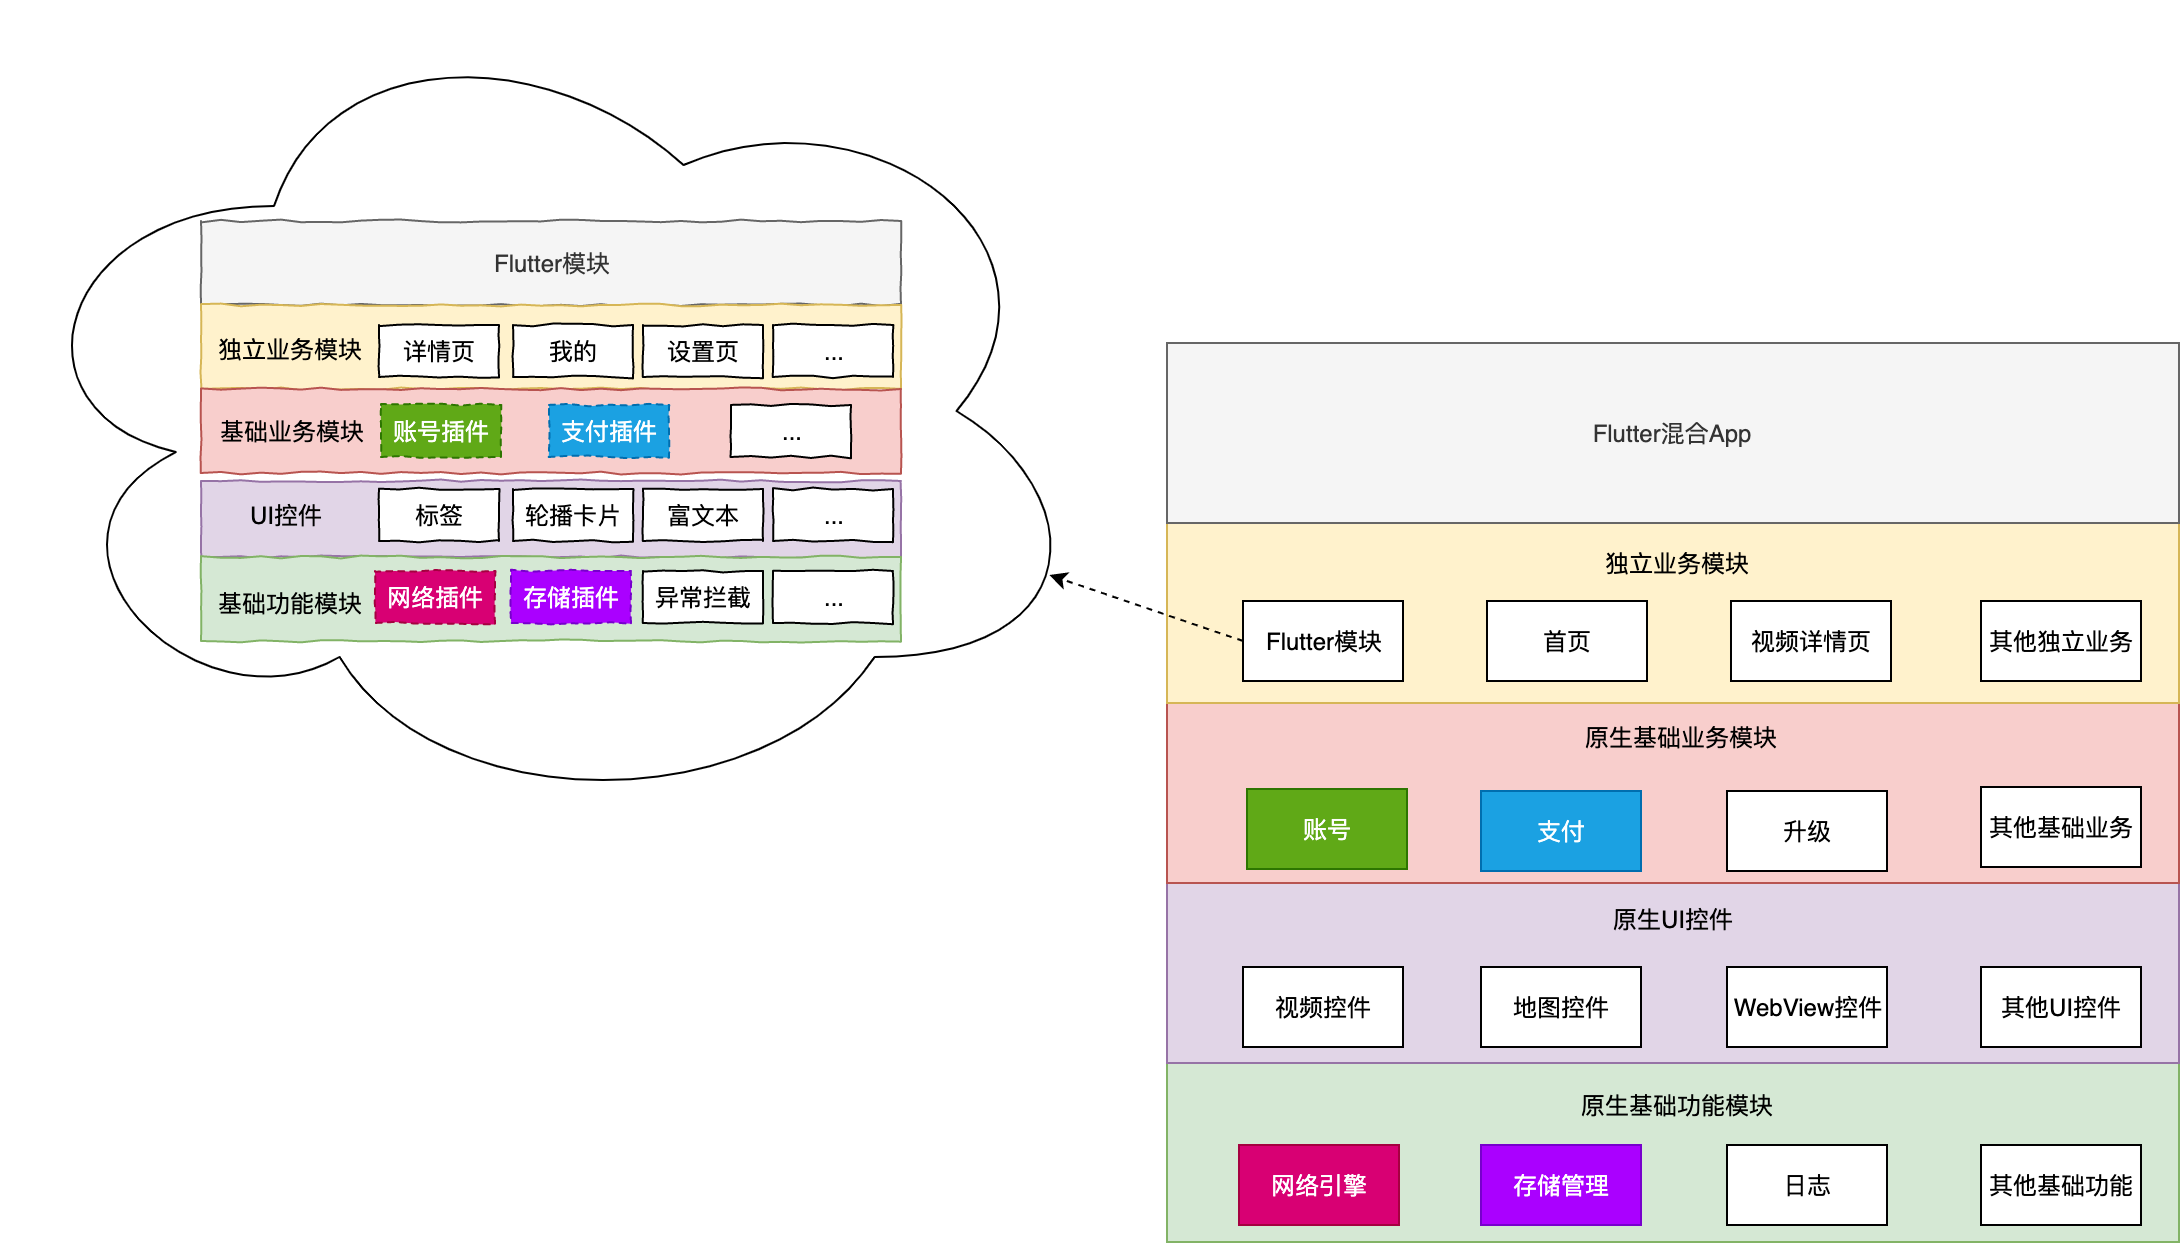 Flutter模块
独立业务模块 详情页 我的 设置页 ...
基础业务模块 账号插件 支付插件 ...
UI控件 标签 轮播卡片 富文本 ...
基础功能模块 网络插件 存储插件 异常拦截 ...
Flutter混合App
独立业务模块
Flutter模块 首页 视频详情页 其他独立业务
原生基础业务模块
账号 支付 升级 其他基础业务
原生UI控件
视频控件 地图控件 WebView控件 其他UI控件
原生基础功能模块
网络引擎 存储管理 日志 其他基础功能